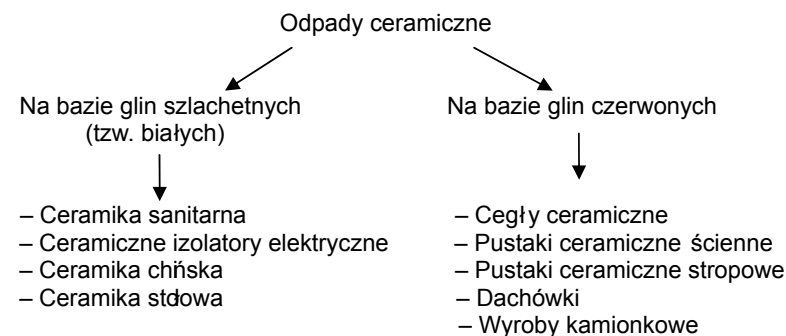 Odpady ceramiczne
Na bazie glin szlachetnych
(tzw. białych)
– Ceramika sanitarna
– Ceramiczne izolatory elektryczne
– Ceramika chińska
– Ceramika stołowa
Na bazie glin czerwonych
– Cegły ceramiczne
– Pustaki ceramiczne ścienne
– Pustaki ceramiczne stropowe
– Dachówki
– Wyroby kamionkowe